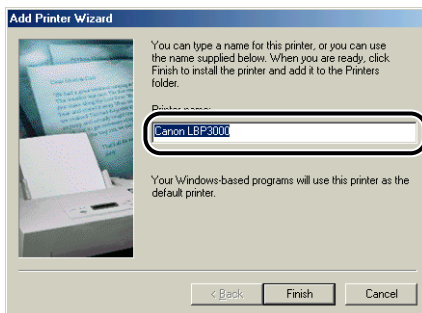 Add Printer Wizard
You can type a name for this printer, or you can use
the name supplied below. When you are ready, click
Finish to install the printer and add it to the Printers
folder.
Printer name:
Canon LBP3000
Your Windows-based programs will use this printer as the
default printer.
< Back
Finish
Cancel